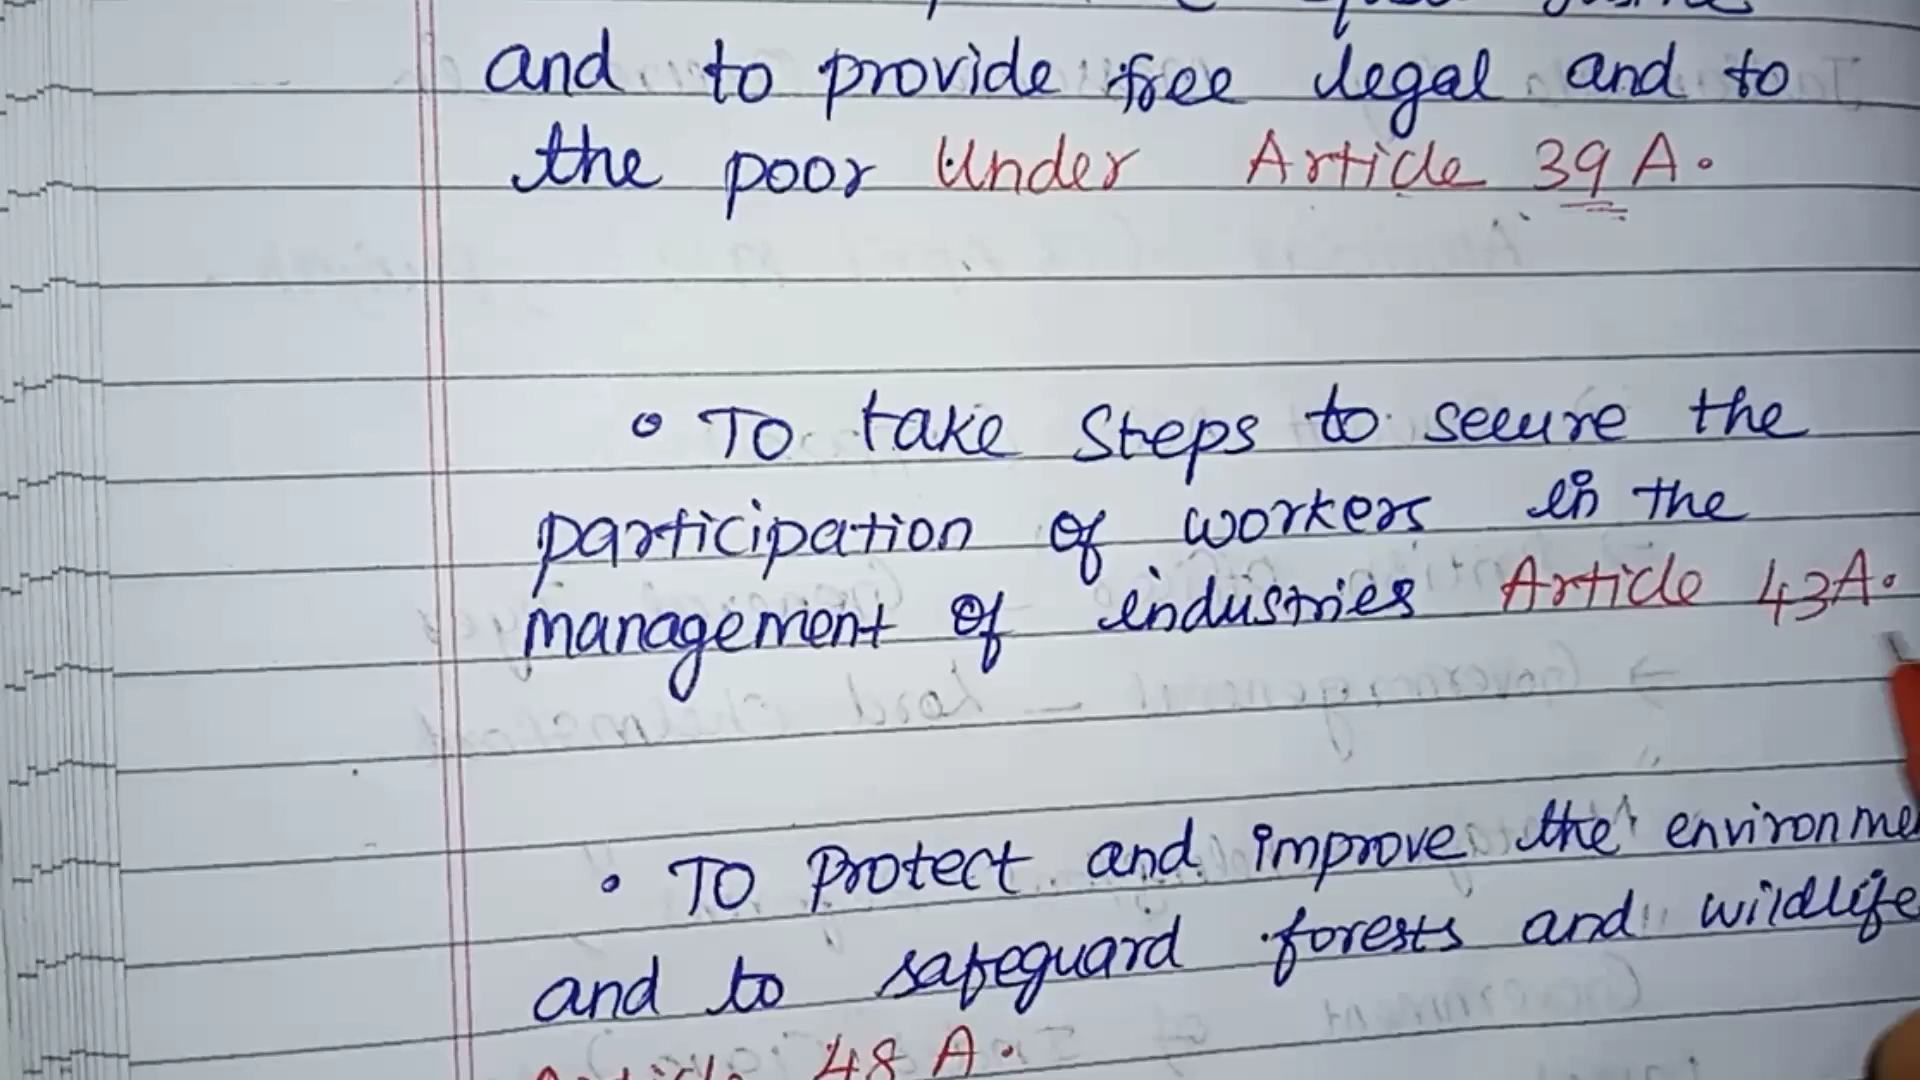 and to provide free legal and to
the poor Under Article 39 A.
• To take Steps to secure the
participation of workers in the
management of industries Article 43A.
• To Protect and improve the environme
and to safeguard forests and wildlife
Article 48 A.